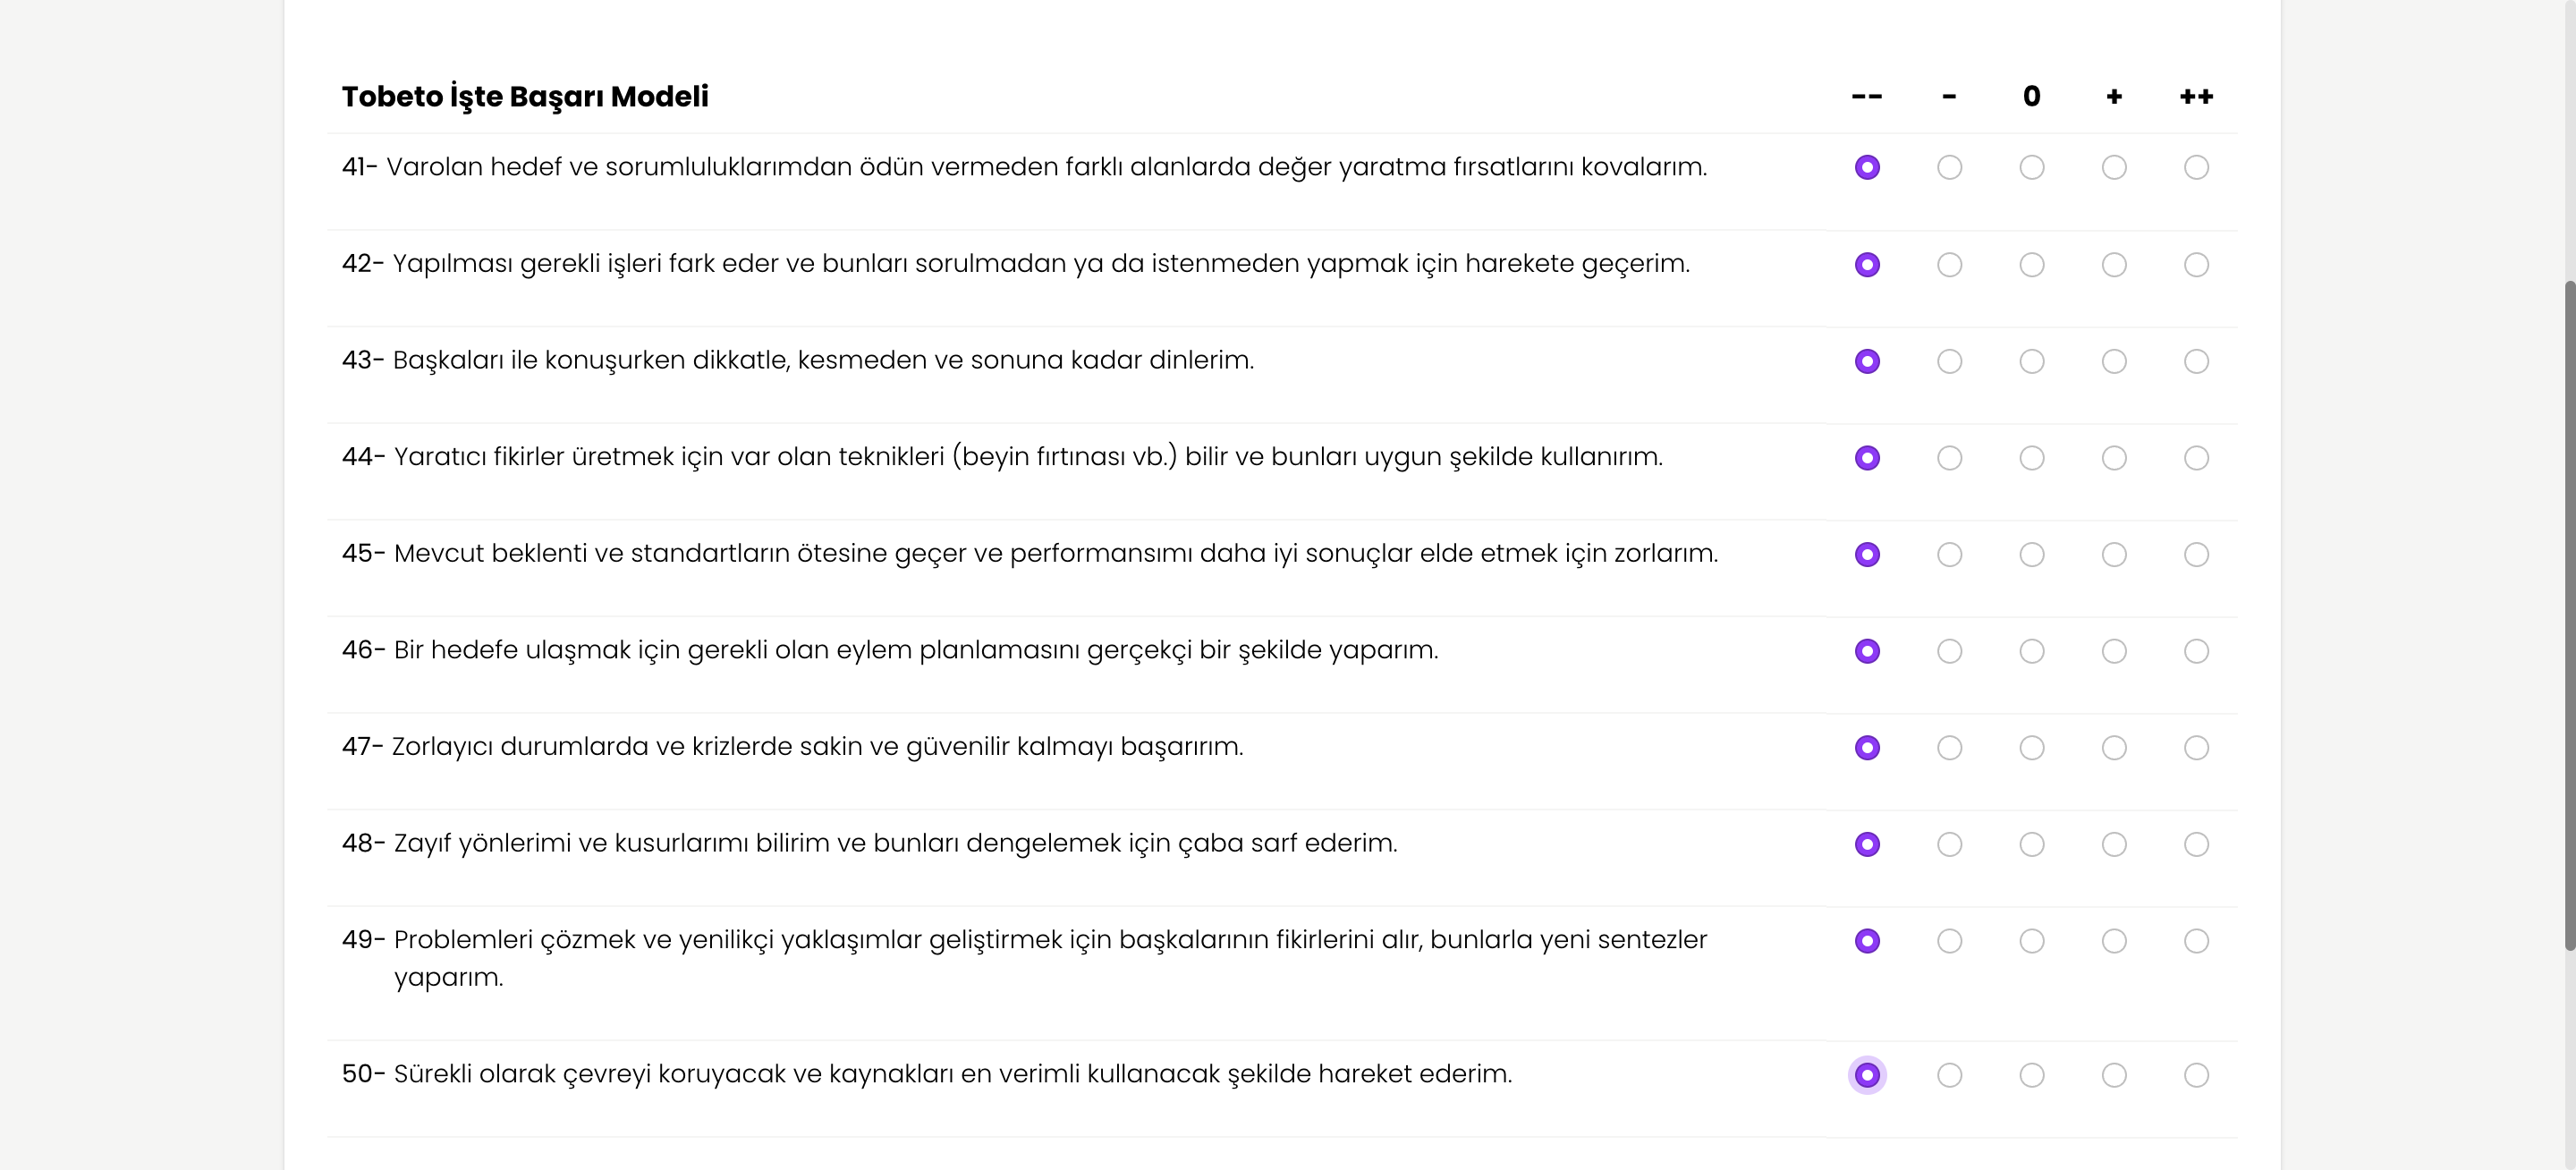 Tobeto İşte Başarı Modeli -- - 0 + ++
41- Varolan hedef ve sorumluluklarımdan ödün vermeden farklı alanlarda değer yaratma fırsatlarını kovalarım.
42- Yapılması gerekli işleri fark eder ve bunları sorulmadan ya da istenmeden yapmak için harekete geçerim.
43- Başkaları ile konuşurken dikkatle, kesmeden ve sonuna kadar dinlerim.
44- Yaratıcı fikirler üretmek için var olan teknikleri (beyin fırtınası vb.) bilir ve bunları uygun şekilde kullanırım.
45- Mevcut beklenti ve standartların ötesine geçer ve performansımı daha iyi sonuçlar elde etmek için zorlarım.
46- Bir hedefe ulaşmak için gerekli olan eylem planlamasını gerçekçi bir şekilde yaparım.
47- Zorlayıcı durumlarda ve krizlerde sakin ve güvenilir kalmayı başarırım.
48- Zayıf yönlerimi ve kusurlarımı bilirim ve bunları dengelemek için çaba sarf ederim.
49- Problemleri çözmek ve yenilikçi yaklaşımlar geliştirmek için başkalarının fikirlerini alır, bunlarla yeni sentezler
yaparım.
50- Sürekli olarak çevreyi koruyacak ve kaynakları en verimli kullanacak şekilde hareket ederim.